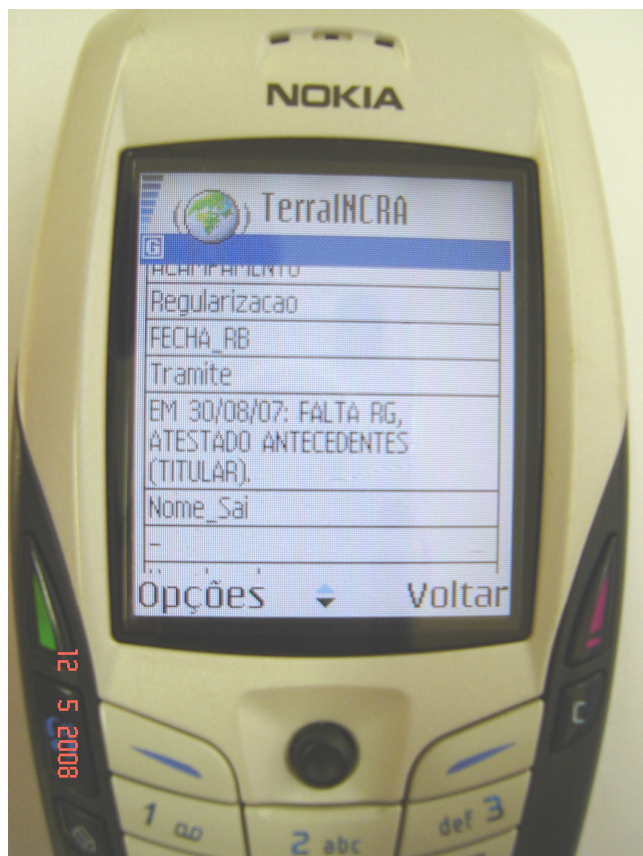 NOKIA
TerraINCRA
G
ACAMPAMENTO
Regularizacao
FECHA_RB
Tramite
EM 30/08/07: FALTA RG,
ATESTADO ANTECEDENTES
(TITULAR).
Nome_Sai
-
Opções
Voltar
12 5 2008
C
1
2 abc
def 3